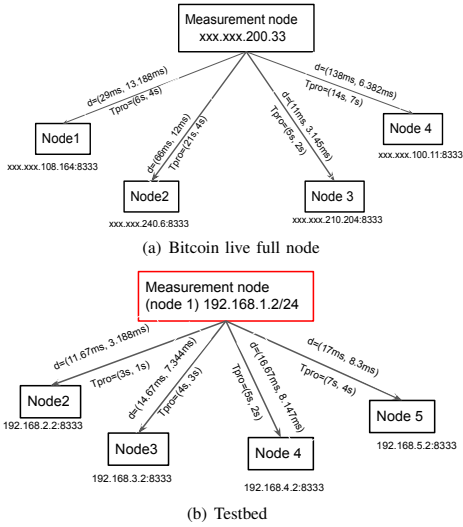 Measurement node
xxx.xxx.200.33
d=(29ms, 13.188ms)
Tpro=(6s, 4s)
d=(66ms, 12ms)
Tpro=(21s, 4s)
d=(11ms, 3.145ms)
Tpro=(5s, 2s)
d=(138ms, 6.382ms)
Tpro=(14s, 7s)
Node1
xxx.xxx.108.164:8333
Node2
xxx.xxx.240.6:8333
Node 3
xxx.xxx.210.204:8333
Node 4
xxx.xxx.100.11:8333
(a) Bitcoin live full node
Measurement node
(node 1) 192.168.1.2/24
d=(11.67ms, 3.188ms)
Tpro=(3s, 1s)
d=(14.67ms, 7.344ms)
Tpro=(4s, 3s)
d=(16.67ms, 8.147ms)
Tpro=(5s, 2s)
d=(17ms, 8.3ms)
Tpro=(7s, 4s)
Node2
192.168.2.2:8333
Node3
192.168.3.2:8333
Node 4
192.168.4.2:8333
Node 5
192.168.5.2:8333
(b) Testbed